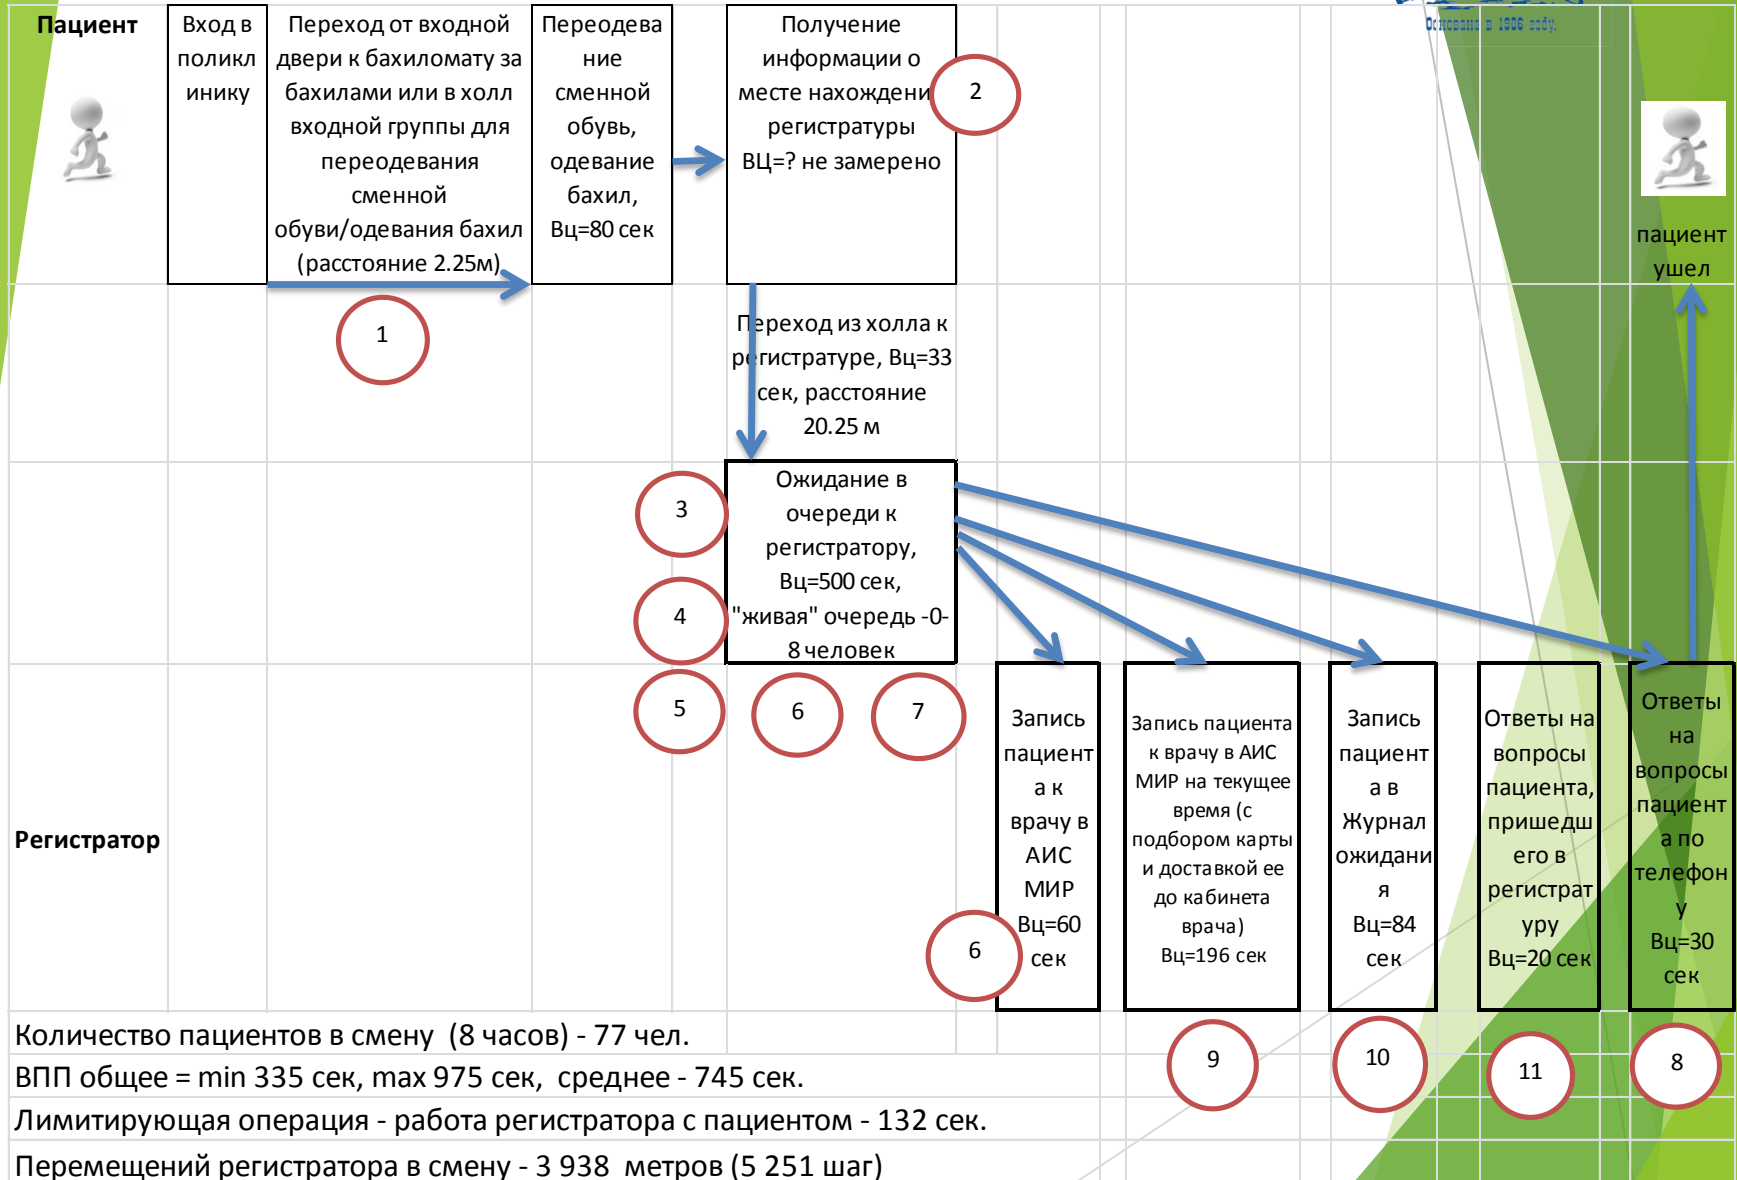 Основана в 1806 году.
Пациент
Вход в
поликл
инику
Переход от входной
двери к бахиломату за
бахилами или в холл
входной группы для
переодевания
сменной
обуви/одевания бахил
(расстояние 2.25м)
Переодева
ние
сменной
обувь,
одевание
бахил,
Вц=80 сек
Получение
информации о
месте нахождени
регистратуры
ВЦ=? не замерено
2
пациент
ушел
1
Переход из холла к
регистратуре, Вц=33
сек, расстояние
20.25 м
3
4
Ожидание в
очереди к
регистратору,
Вц=500 сек,
"живая" очередь -0-
8 человек
5
6
7
Регистратор
Запись
пациент
а к
врачу в
АИС
МИР
Вц=60
сек
6
Запись пациента
к врачу в АИС
МИР на текущее
время (с
подбором карты
и доставкой ее
до кабинета
врача)
Вц=196 сек
Запись
пациент
а в
Журнал
ожидани
я
Вц=84
сек
Ответы на
вопросы
пациента,
пришедш
его в
регистрат
уру
Вц=20 сек
Ответы
на
вопросы
пациент
а по
телефон
у
Вц=30
сек
9
10
11
8
Количество пациентов в смену (8 часов) - 77 чел.
ВПП общее = min 335 сек, max 975 сек, среднее - 745 сек.
Лимитирующая операция - работа регистратора с пациентом - 132 сек.
Перемещений регистратора в смену - 3 938 метров (5 251 шаг)